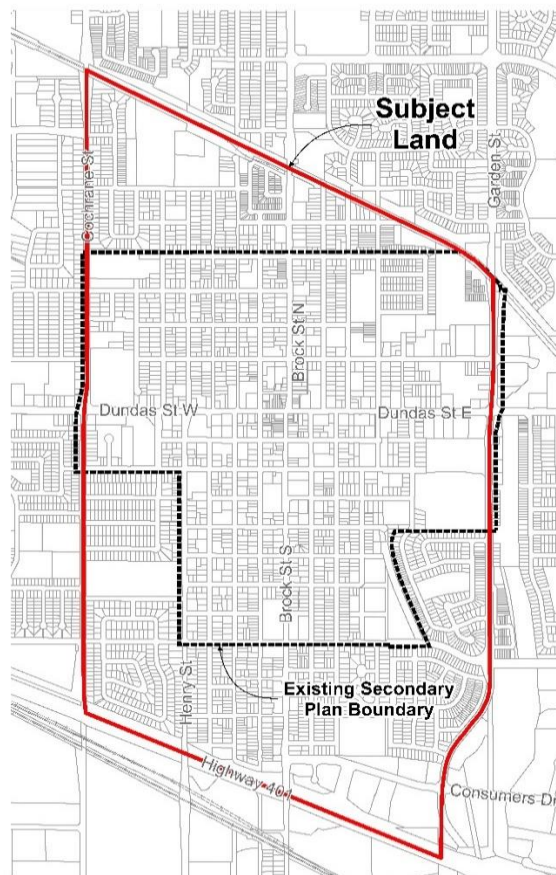 Subject
Land
Garden St
Cochrane St
Brock St N
Dundas St W
Dundas St E
Brock St S
Henry St
Existing Secondary
Plan Boundary
Highway 401
Consumers D